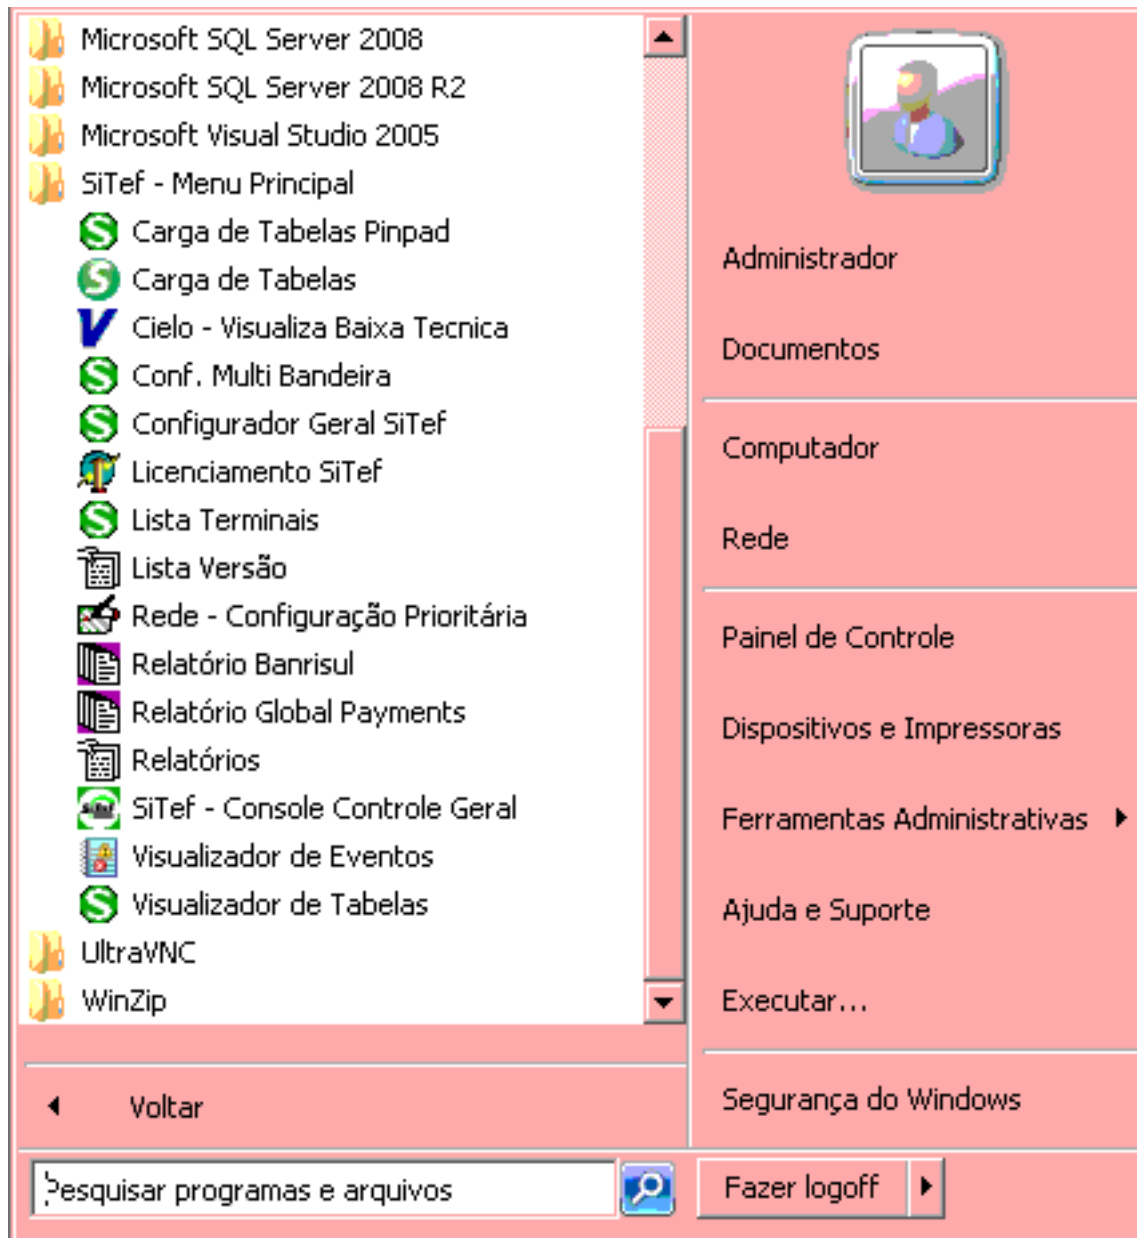 Microsoft SQL Server 2008
Microsoft SQL Server 2008 R2
Microsoft Visual Studio 2005
SiTef - Menu Principal
Carga de Tabelas Pinpad
Carga de Tabelas
Cielo - Visualiza Baixa Tecnica
Conf. Multi Bandeira
Configurador Geral SiTef
Licenciamento SiTef
Lista Terminais
Lista Versão
Rede - Configuração Prioritária
Relatório Banrisul
Relatório Global Payments
Relatórios
SiTef - Console Controle Geral
Visualizador de Eventos
Visualizador de Tabelas
UltraVNC
WinZip
Voltar
Pesquisar programas e arquivos
Administrador
Documentos
Computador
Rede
Painel de Controle
Dispositivos e Impressoras
Ferramentas Administrativas
Ajuda e Suporte
Executar...
Segurança do Windows
Fazer logoff